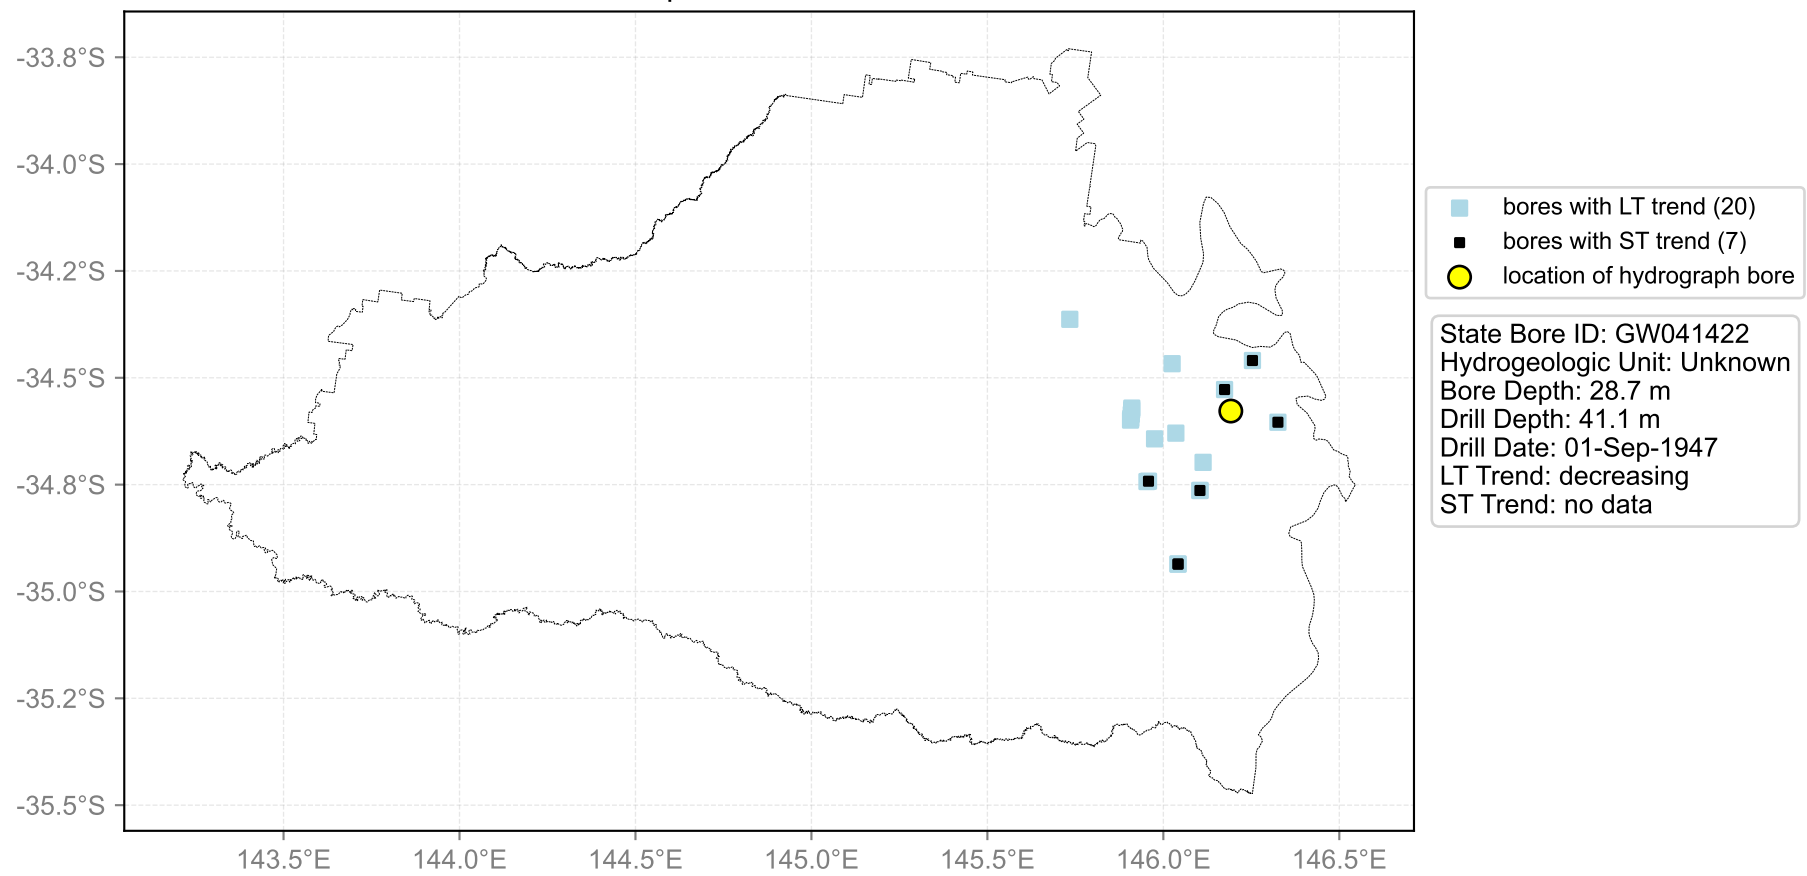 -33.8°S
-34.0°S
-34.2°S
-34.5°S
-34.8°S
-35.0°S
-35.2°S
-35.5°S
143.5°E
144.0°E
144.5°E
145.0°E
145.5°E
146.0°E
146.5°E
bores with LT trend (20)
bores with ST trend (7)
location of hydrograph bore
State Bore ID: GW041422
Hydrogeologic Unit: Unknown
Bore Depth: 28.7 m
Drill Depth: 41.1 m
Drill Date: 01-Sep-1947
LT Trend: decreasing
ST Trend: no data